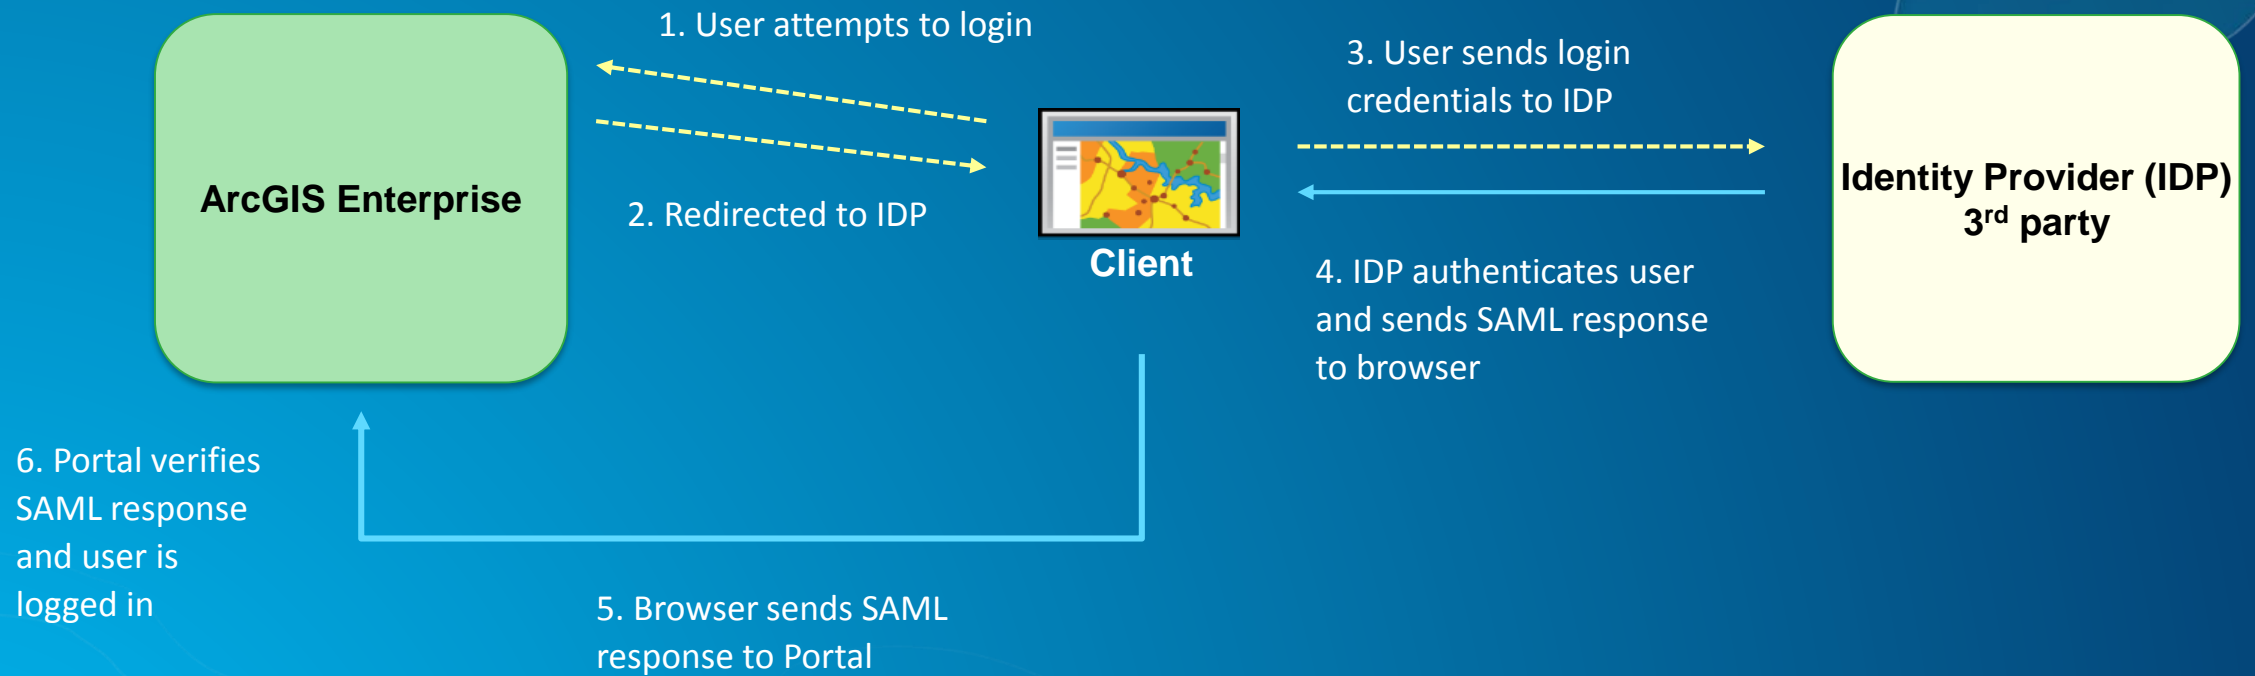 1. User attempts to login
ArcGIS Enterprise
2. Redirected to IDP
Client
3. User sends login
credentials to IDP
Identity Provider (IDP)
3rd party
4. IDP authenticates user
and sends SAML response
to browser
5. Browser sends SAML
response to Portal
6. Portal verifies
SAML response
and user is
logged in